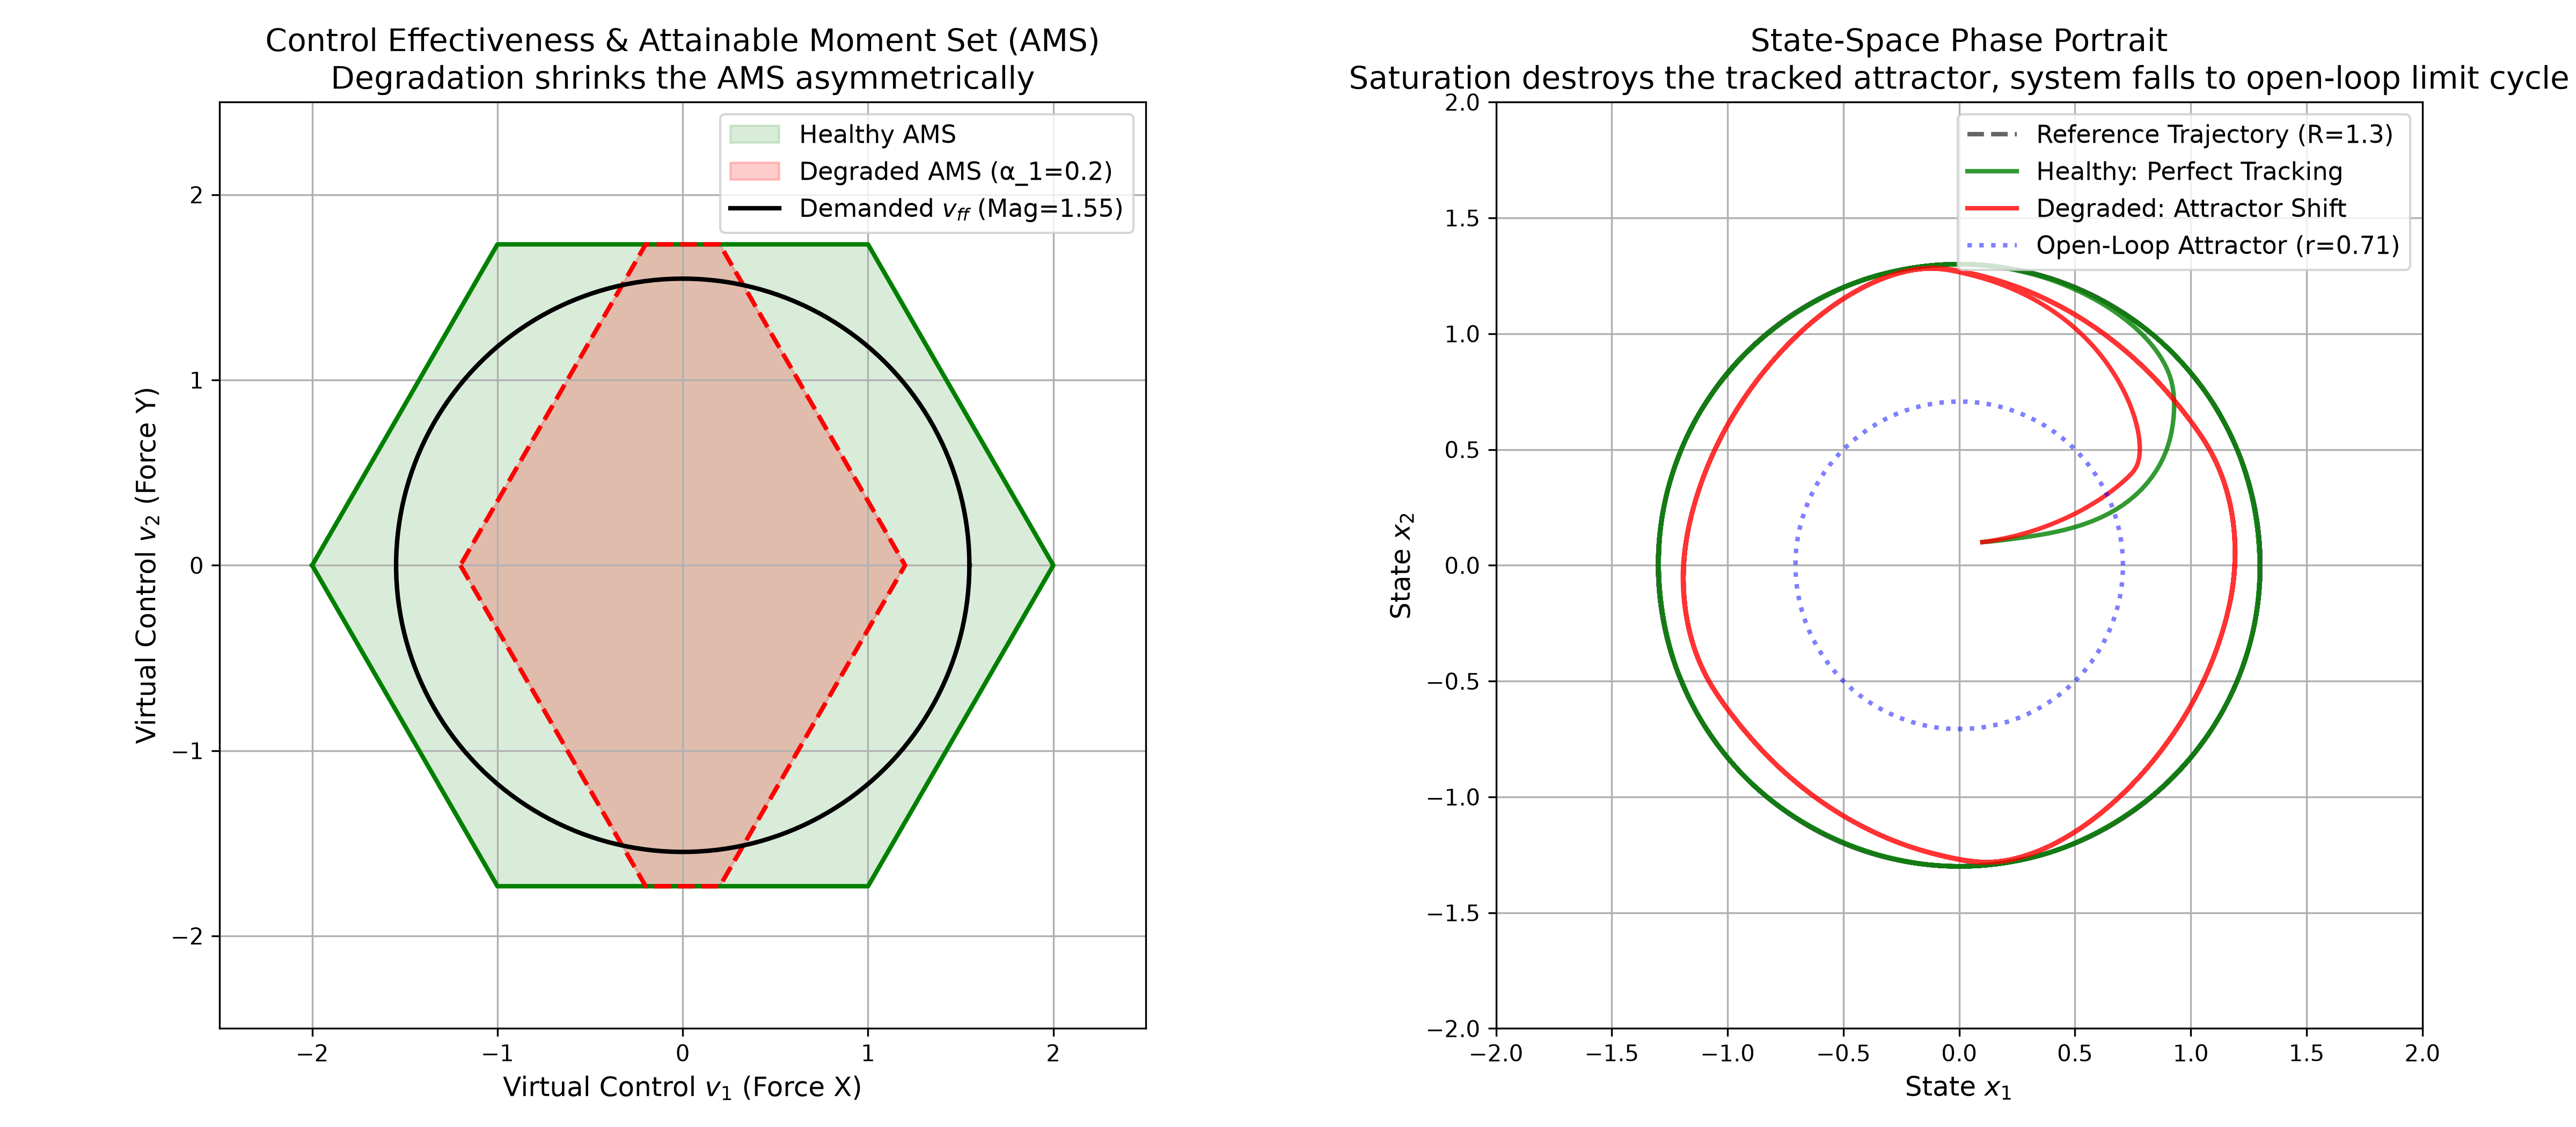 Control Effectiveness & Attainable Moment Set (AMS)
Degradation shrinks the AMS asymmetrically
Healthy AMS
Degraded AMS (α_1=0.2)
Demanded v_ff (Mag=1.55)
Virtual Control v_2 (Force Y)
2
1
0
−1
−2
−2
−1
0
1
2
Virtual Control v_1 (Force X)
State-Space Phase Portrait
Saturation destroys the tracked attractor, system falls to open-loop limit cycle
Reference Trajectory (R=1.3)
Healthy: Perfect Tracking
Degraded: Attractor Shift
Open-Loop Attractor (r=0.71)
State x_2
2.0
1.5
1.0
0.5
0.0
−0.5
−1.0
−1.5
−2.0
−2.0
−1.5
−1.0
−0.5
0.0
0.5
1.0
1.5
2.0
State x_1